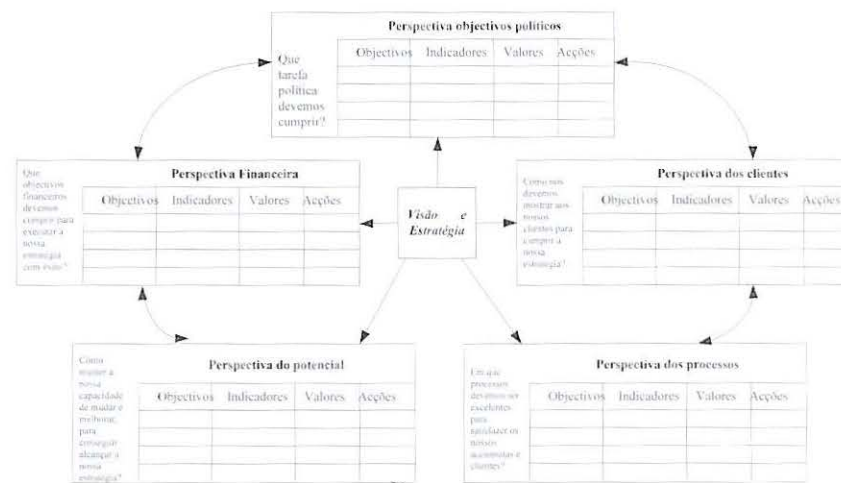 Perspectiva objectivos políticos
Que
tarefa
política
devemos
cumprir?
Objectivos Indicadores Valores Acções
Perspectiva Financeira
Que
objectivos
financeiros
devemos
cumprir para
executar a
nossa
estratégia
com êxito?
Objectivos Indicadores Valores Acções
Visão e
Estratégia
Perspectiva dos clientes
Como nos
devemos
mostrar aos
nossos
clientes para
cumprir a
nossa
estratégia?
Objectivos Indicadores Valores Acções
Perspectiva do potencial
Como
manter a
nossa
capacidade
de mudar e
melhorar,
para
conseguir
alcançar a
nossa
estratégia?
Objectivos Indicadores Valores Acções
Perspectiva dos processos
Em que
processos
devemos ser
excelentes
para
satisfazer os
nossos
accionistas e
clientes?
Objectivos Indicadores Valores Acções